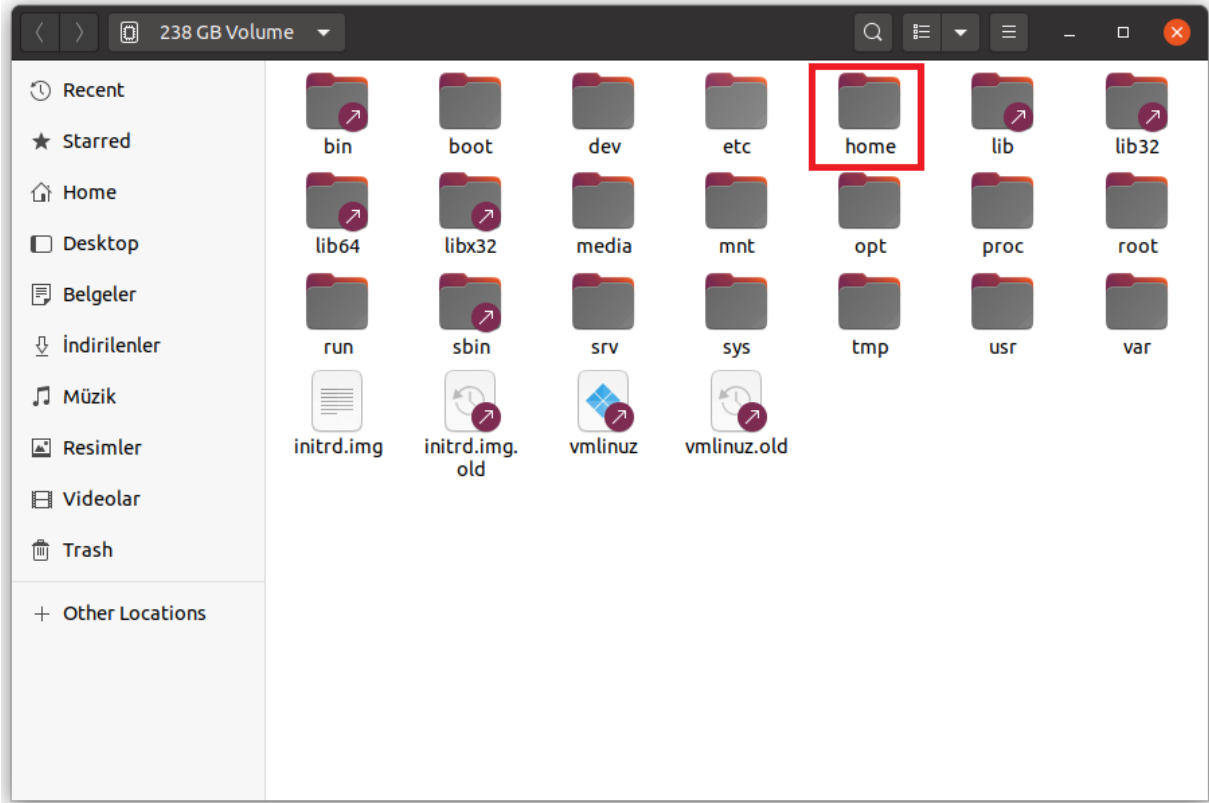 238 GB Volume
Recent
Starred
Home
Desktop
Belgeler
İndirilenler
Müzik
Resimler
Videolar
Trash
Other Locations
bin boot dev etc home lib lib32
lib64 libx32 media mnt opt proc root
run sbin srv sys tmp usr var
initrd.img initrd.img. vmlinuz vmlinuz.old
old